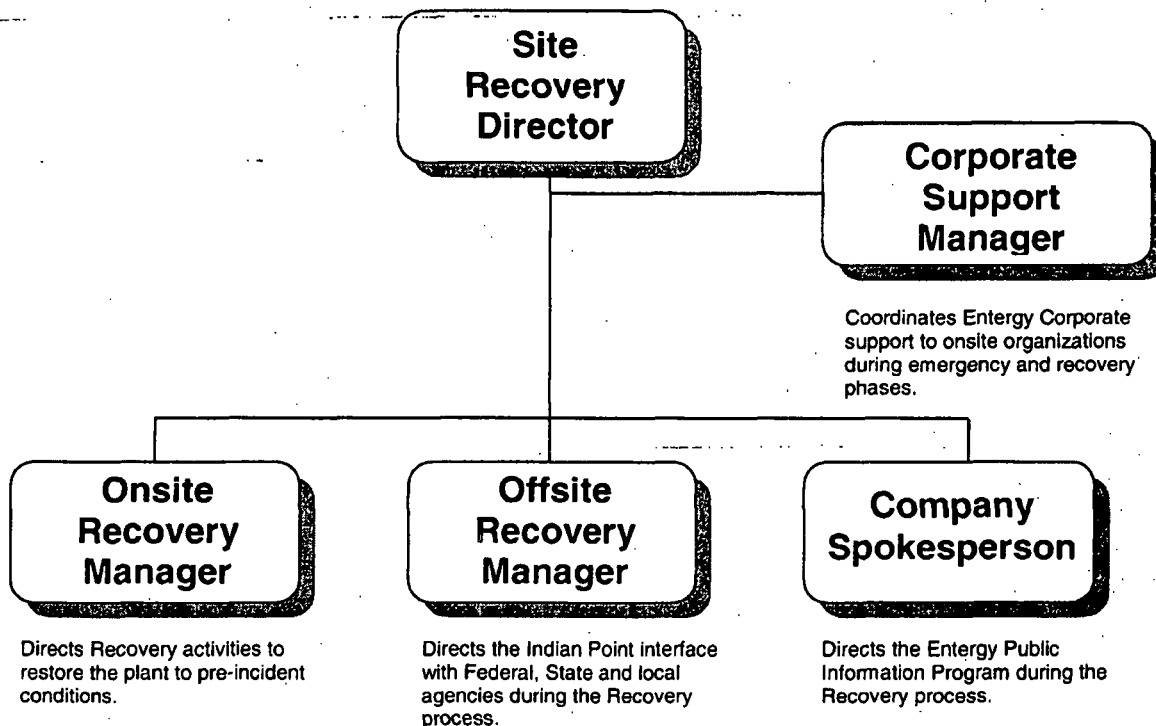 Site
Recovery
Director
Corporate
Support
Manager
Coordinates Entergy Corporate
support to onsite organizations
during emergency and recovery
phases.
Onsite
Recovery
Manager
Directs Recovery activities to
restore the plant to pre-incident
conditions.
Offsite
Recovery
Manager
Directs the Indian Point interface
with Federal, State and local
agencies during the Recovery
process.
Company
Spokesperson
Directs the Entergy Public
Information Program during the
Recovery process.